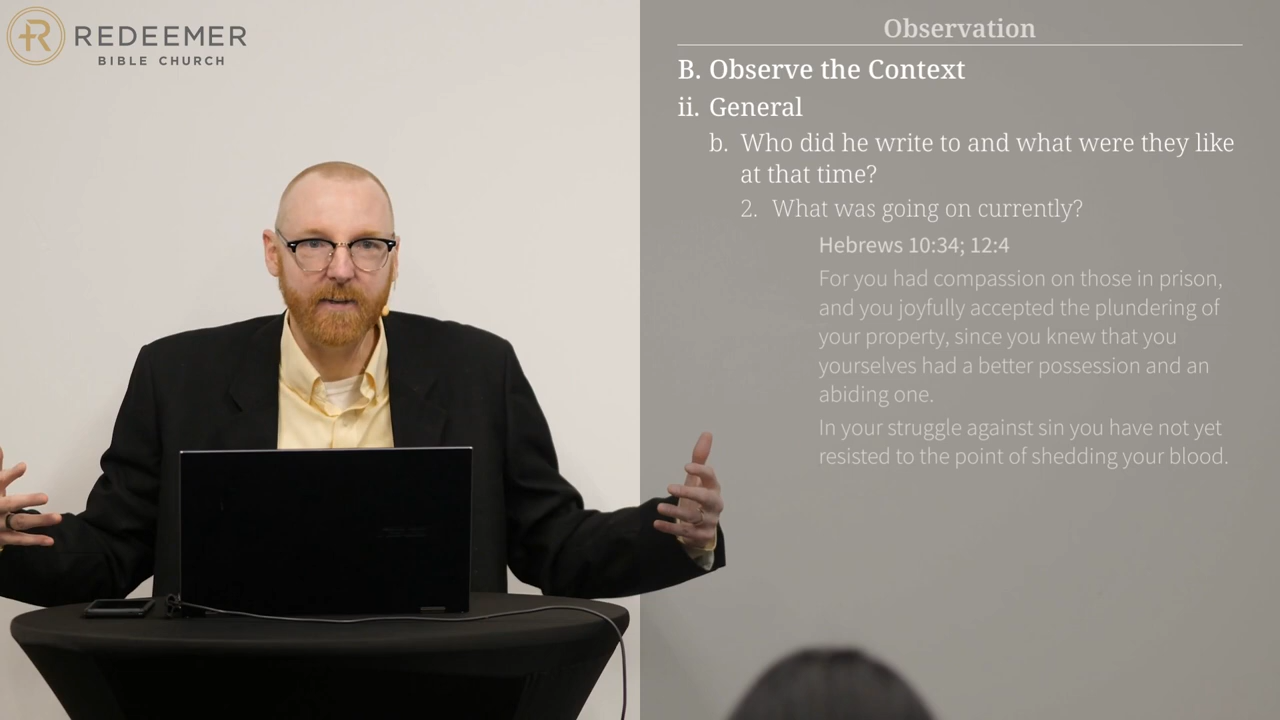 REDEEMER
BIBLE CHURCH
Observation
B. Observe the Context
ii. General
b. Who did he write to and what were they like
at that time?
2. What was going on currently?
Hebrews 10:34; 12:4
For you had compassion on those in prison,
and you joyfully accepted the plundering of
your property, since you knew that you
yourselves had a better possession and an
abiding one.
In your struggle against sin you have not yet
resisted to the point of shedding your blood.